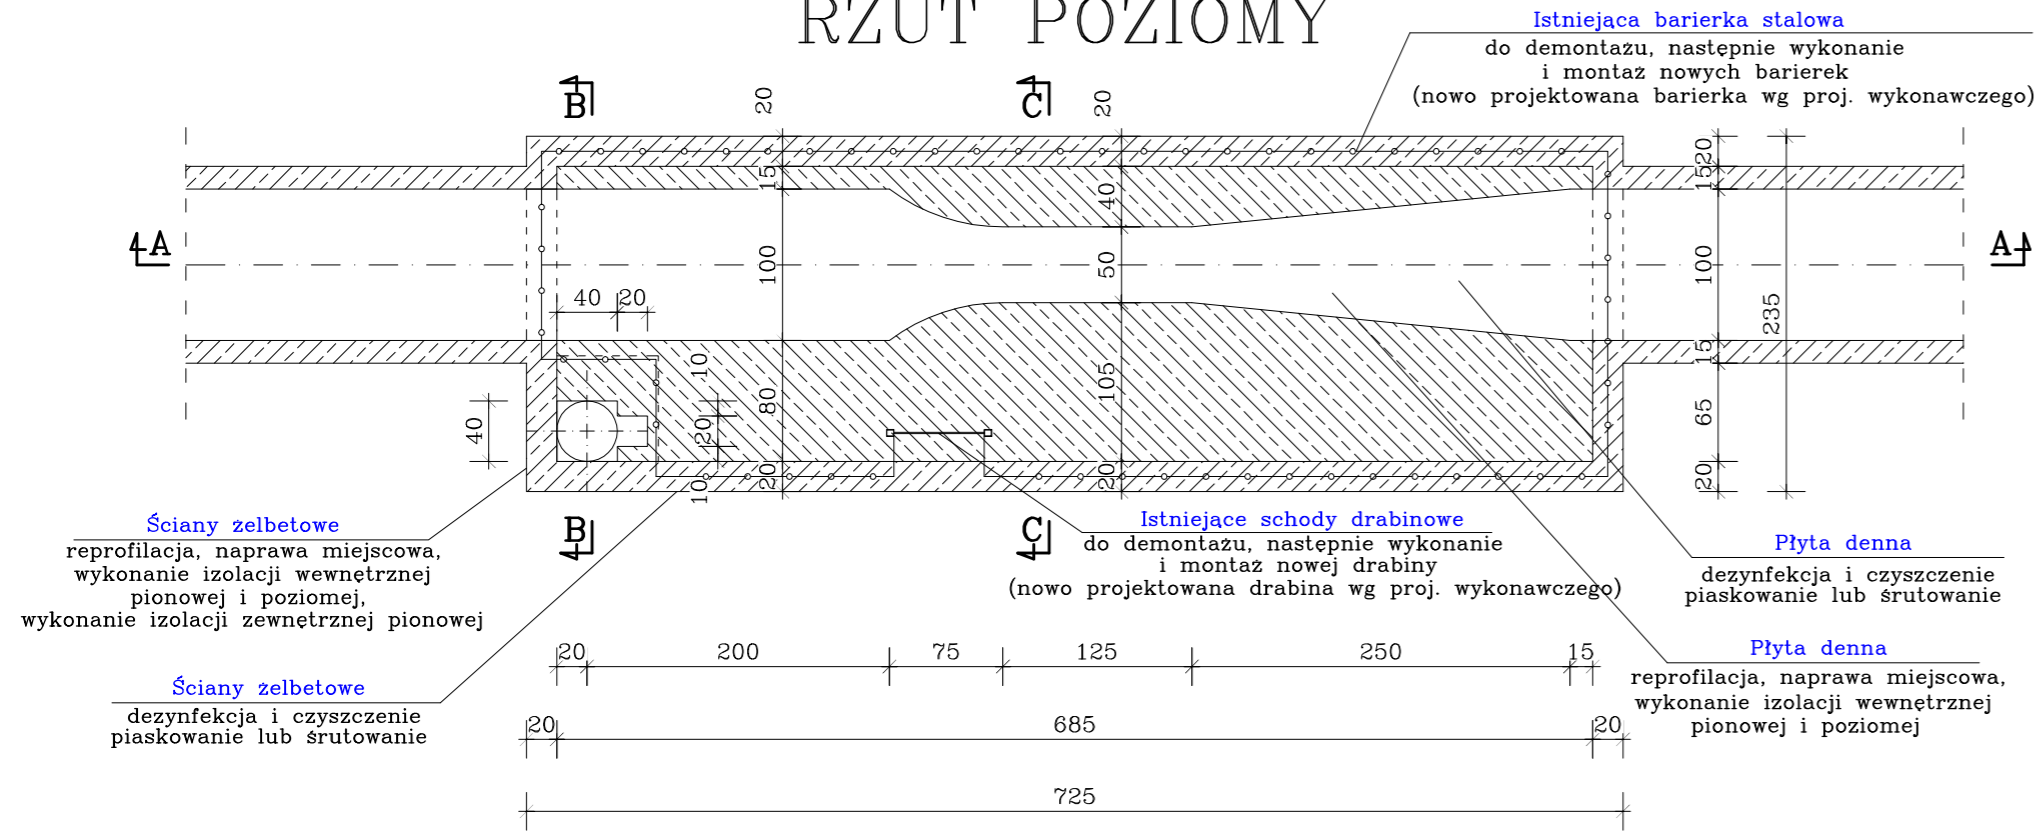 RZUT POZIOMY
Istniejąca barierka stalowa
do demontażu, następnie wykonanie
i montaż nowych barierek
(nowo projektowana barierka wg proj. wykonawczego)
B
C
20
20
20
15
15
40
A
A
100
50
100
235
40
20
10
15
80
105
40
20
65
10
20
20
20
B
C
Ściany żelbetowe
reprofilacja, naprawa miejscowa,
wykonanie izolacji wewnętrznej
pionowej i poziomej,
wykonanie izolacji zewnętrznej pionowej
Istniejące schody drabinowe
do demontażu, następnie wykonanie
i montaż nowej drabiny
(nowo projektowana drabina wg proj. wykonawczego)
Płyta denna
dezynfekcja i czyszczenie
piaskowanie lub śrutowanie
20
200
75
125
250
15
Ściany żelbetowe
dezynfekcja i czyszczenie
piaskowanie lub śrutowanie
Płyta denna
reprofilacja, naprawa miejscowa,
wykonanie izolacji wewnętrznej
pionowej i poziomej
20
685
20
725